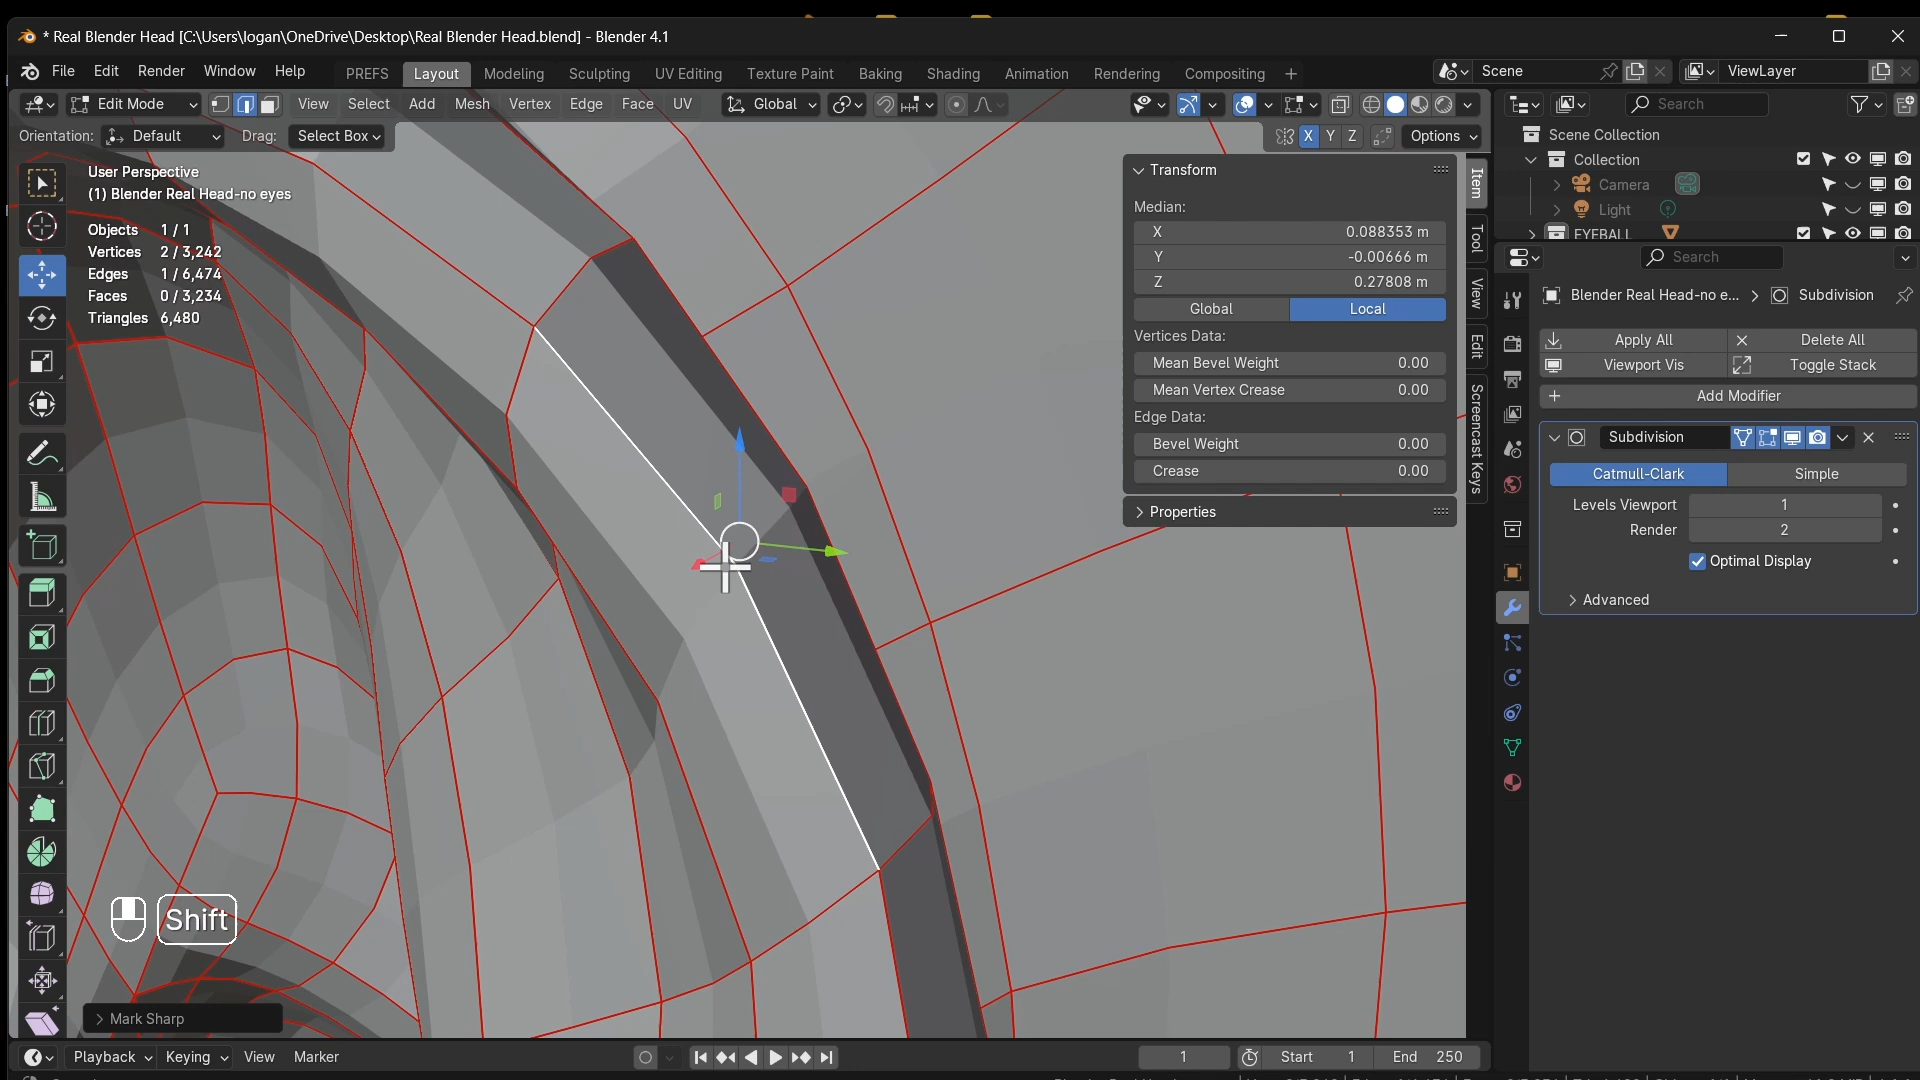 * Real Blender Head [C:\Users\logan\OneDrive\Desktop\Real Blender Head.blend] - Blender 4.1
File Edit Render Window Help PREFS Layout Modeling Sculpting UV Editing Texture Paint Baking Shading Animation Rendering Compositing + Scene ViewLayer
Edit Mode View Select Add Mesh Vertex Edge Face UV Global Search
Orientation: Default Drag: Select Box X Y Z Options
Scene Collection
Collection
Camera
Light
EYEBALL
User Perspective
(1) Blender Real Head-no eyes
Objects 1 / 1
Vertices 2 / 3,242
Edges 1 / 6,474
Faces 0 / 3,234
Triangles 6,480
Transform
Median:
X 0.088353 m
Y -0.00666 m
Z 0.27808 m
Global Local
Vertices Data:
Mean Bevel Weight 0.00
Mean Vertex Crease 0.00
Edge Data:
Bevel Weight 0.00
Crease 0.00
Properties
Item
Tool
View
Edit
Screencast Keys
Search
Blender Real Head-no e... Subdivision
Apply All Delete All
Viewport Vis Toggle Stack
Add Modifier
Subdivision
Catmull-Clark Simple
Levels Viewport 1
Render 2
Optimal Display
Advanced
Shift
Mark Sharp
Playback Keying View Marker 1 Start 1 End 250